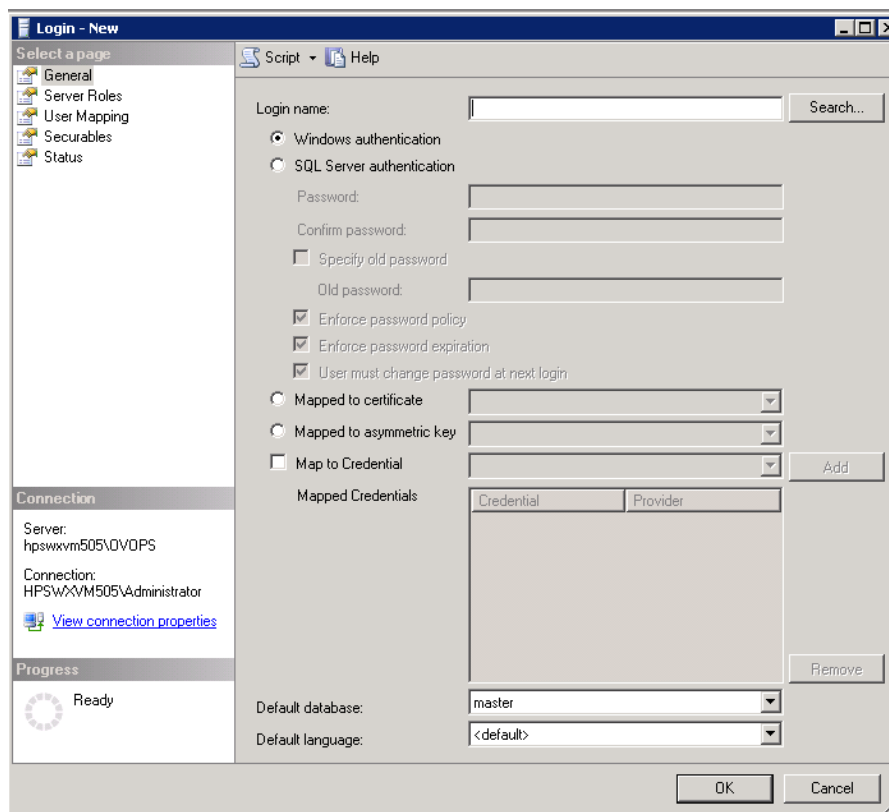 Login - New
Select a page
General
Server Roles
User Mapping
Securables
Status
Script Help
Login name:
Search...
Windows authentication
SQL Server authentication
Password:
Confirm password:
Specify old password
Old password:
Enforce password policy
Enforce password expiration
User must change password at next login
Mapped to certificate
Mapped to asymmetric key
Map to Credential
Add
Mapped Credentials
Credential Provider
Remove
Default database:
master
Default language:
<default>
Connection
Server:
hpswxvm505\OVOPS
Connection:
HPSWXVM505\Administrator
View connection properties
Progress
Ready
OK Cancel